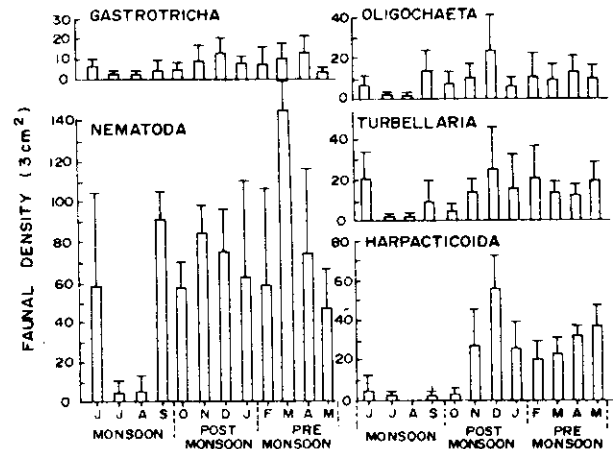 GASTROTRICHA
30
20
10
0
NEMATODA
140
120
100
80
60
40
20
0
FAUNAL DENSITY (3cm²)
J J A S O N D J F M A M
MONSOON POST MONSOON PRE MONSOON
OLIGOCHAETA
40
20
0
TURBELLARIA
40
20
0
HARPACTICOIDA
80
60
40
20
0
J J A S O N D J F M A M
MONSOON POST MONSOON PRE MONSOON